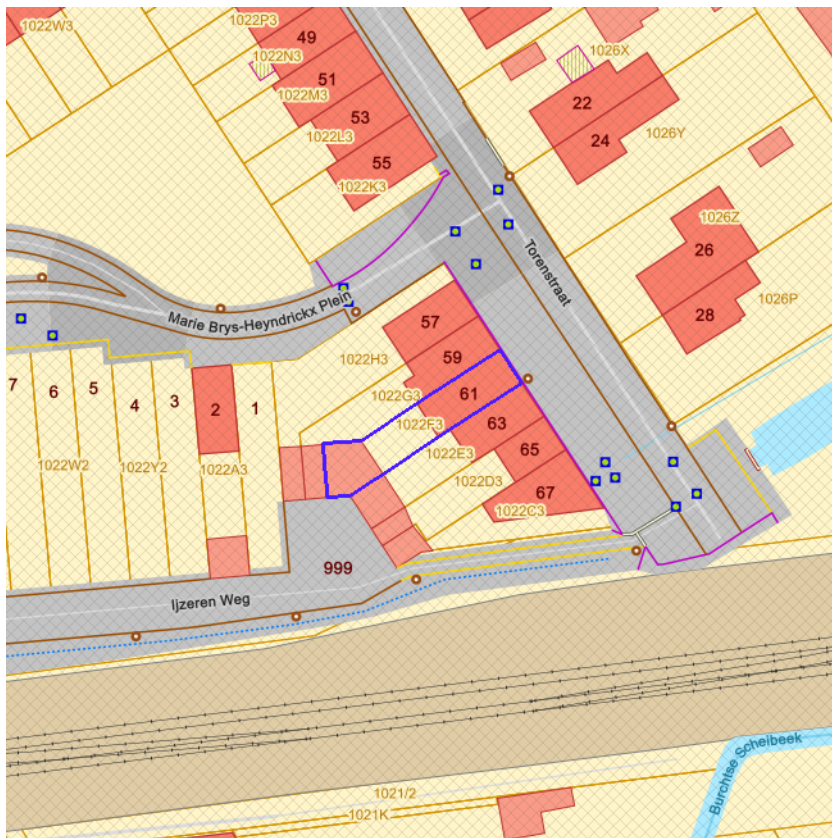 1022P3
1022W3
49
1022N3
1026X
51
1022M3
22
53
1022L3
24
1026Y
55
1022K3
1026Z
26
Torenstraat
1026P
28
Marie Brys-Heyndrickx Plein
57
1022H3
59
7
6
5
4
3
2
1
1022G3
61
1022F3
63
1022E3
65
1022W2
1022Y2
1022A3
1022D3
67
1022C3
999
Ijzeren Weg
Burchtse Scheibeek
1021/2
1021K